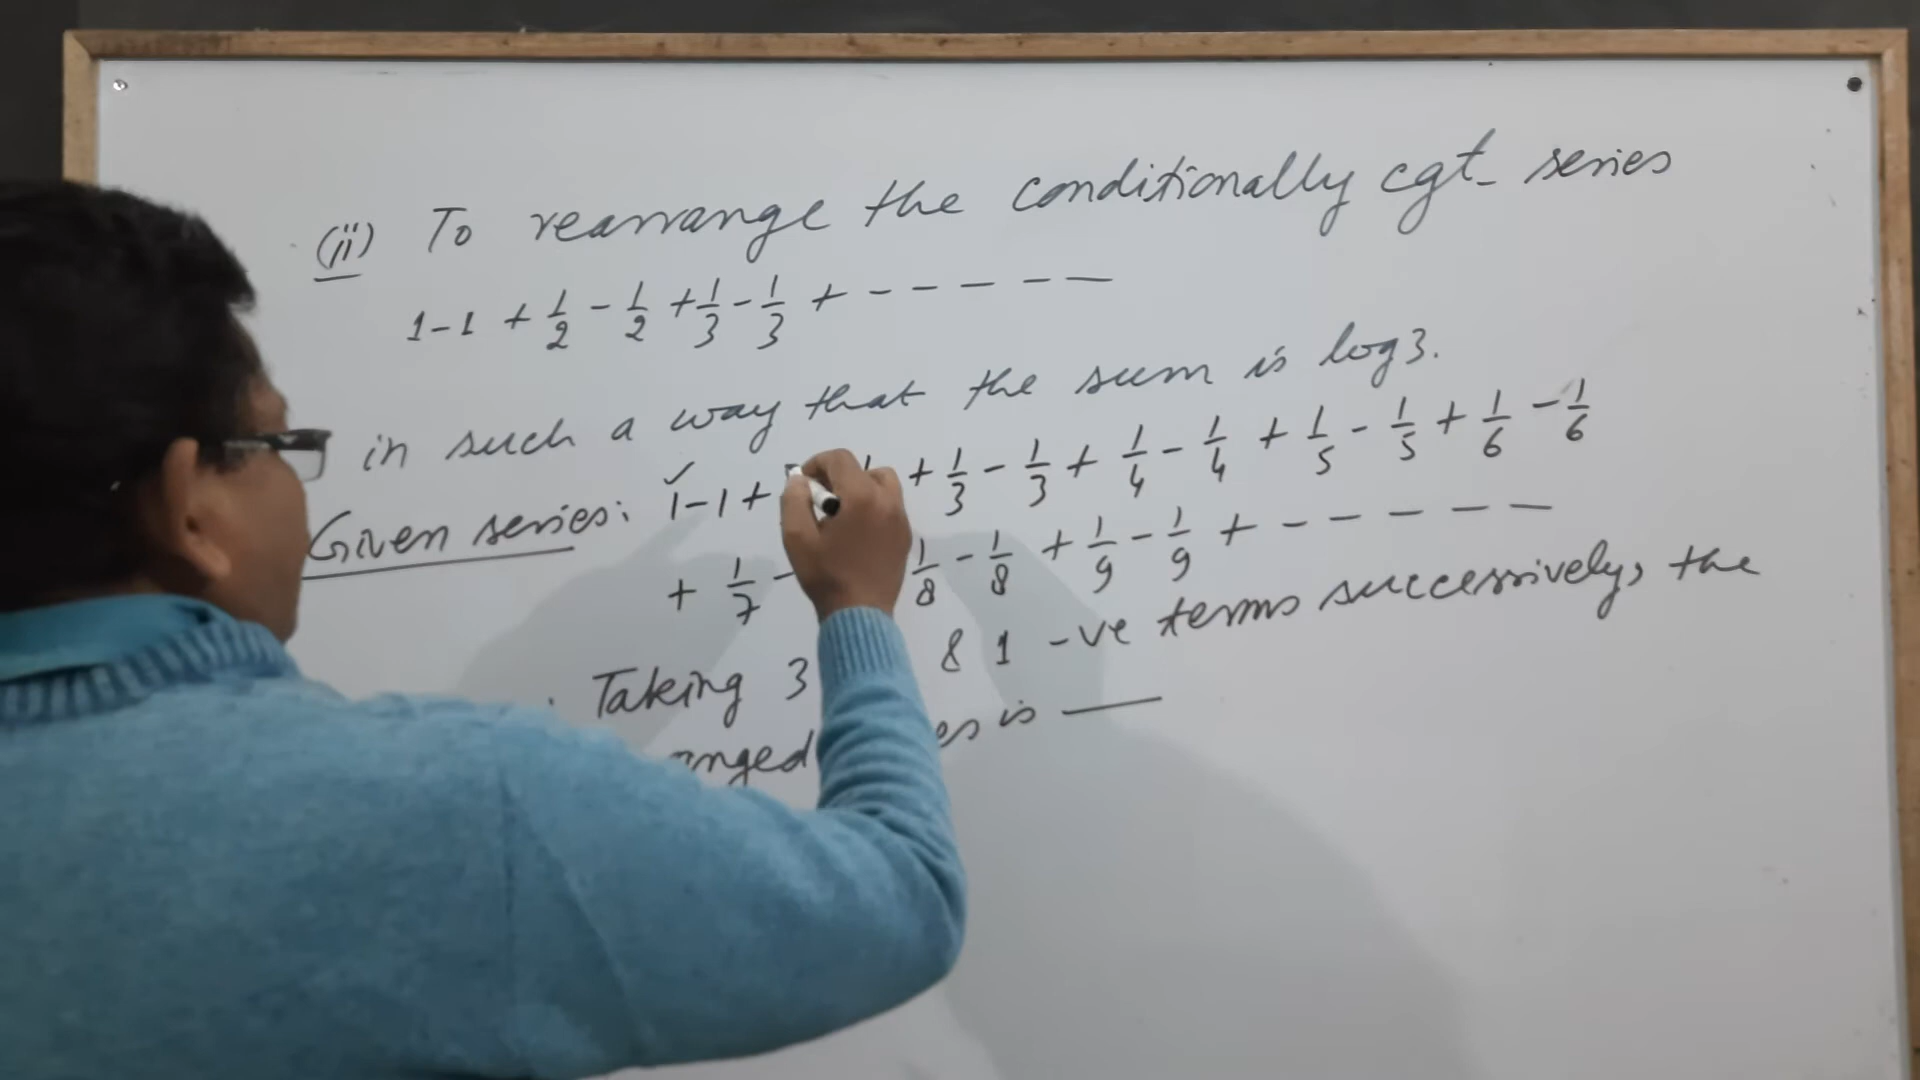 (ii) To rearrange the conditionally cgt. series
1 - 1 + 1/2 - 1/2 + 1/3 - 1/3 + - - - - -
in such a way that the sum is log 3.
Given series: 1 - 1 + + 1/3 - 1/3 + 1/4 - 1/4 + 1/5 - 1/5 + 1/6 - 1/6
+ 1/7 - 1/8 - 1/8 + 1/9 - 1/9 + - - - - - -
Taking 3 & 1 -ve terms successively, the
is —